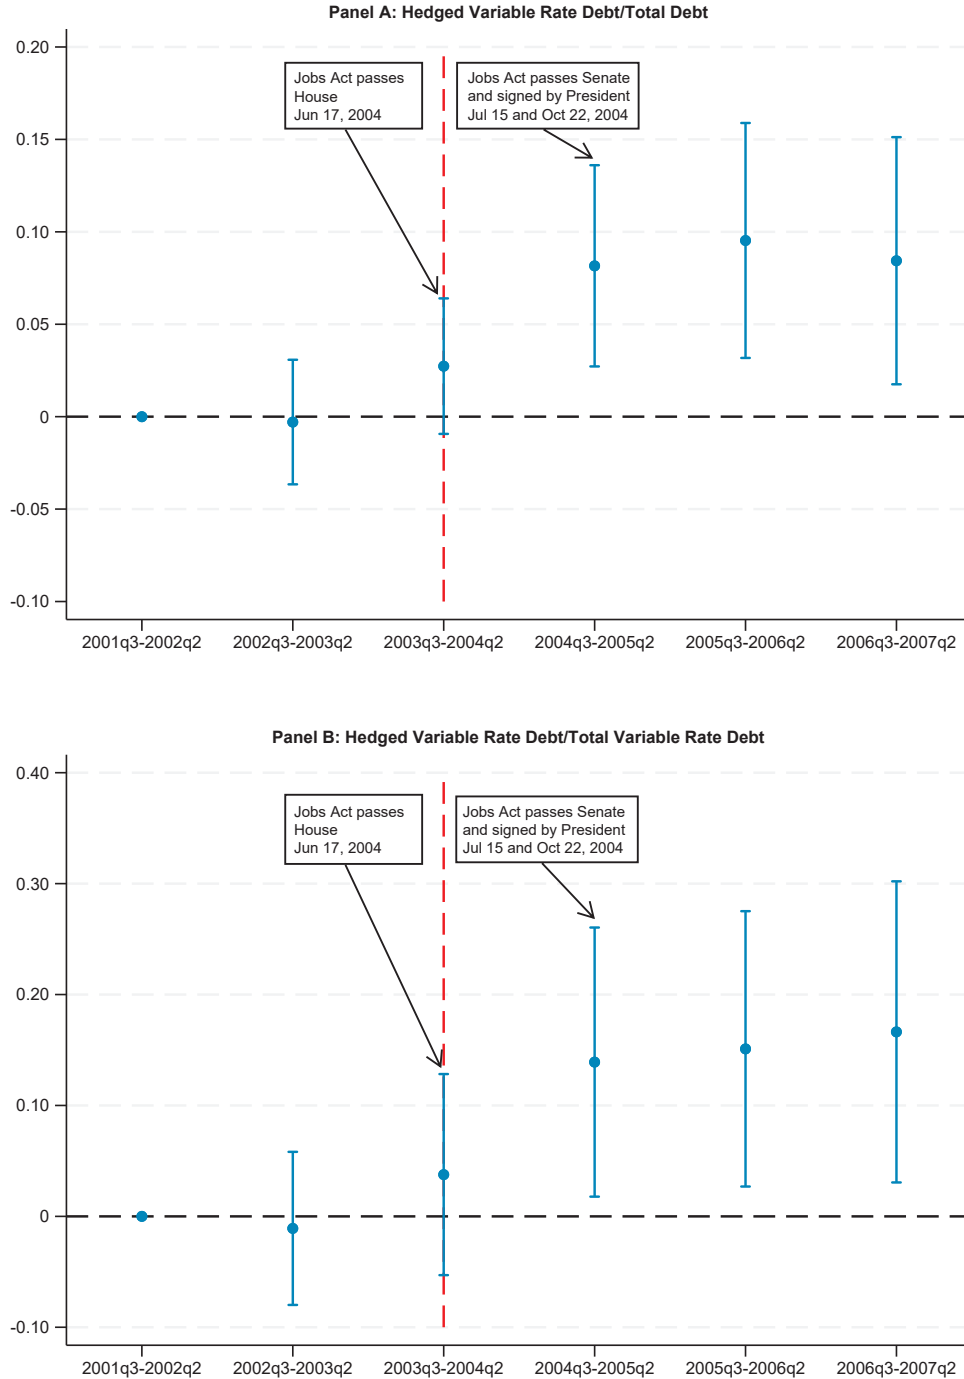 Panel A: Hedged Variable Rate Debt/Total Debt
0.20
Jobs Act passes
House
Jun 17, 2004
Jobs Act passes Senate
and signed by President
Jul 15 and Oct 22, 2004
0.15
0.10
0.05
0
-0.05
-0.10
2001q3-2002q2 2002q3-2003q2 2003q3-2004q2 2004q3-2005q2 2005q3-2006q2 2006q3-2007q2
Panel B: Hedged Variable Rate Debt/Total Variable Rate Debt
0.40
Jobs Act passes
House
Jun 17, 2004
Jobs Act passes Senate
and signed by President
Jul 15 and Oct 22, 2004
0.30
0.20
0.10
0
-0.10
2001q3-2002q2 2002q3-2003q2 2003q3-2004q2 2004q3-2005q2 2005q3-2006q2 2006q3-2007q2